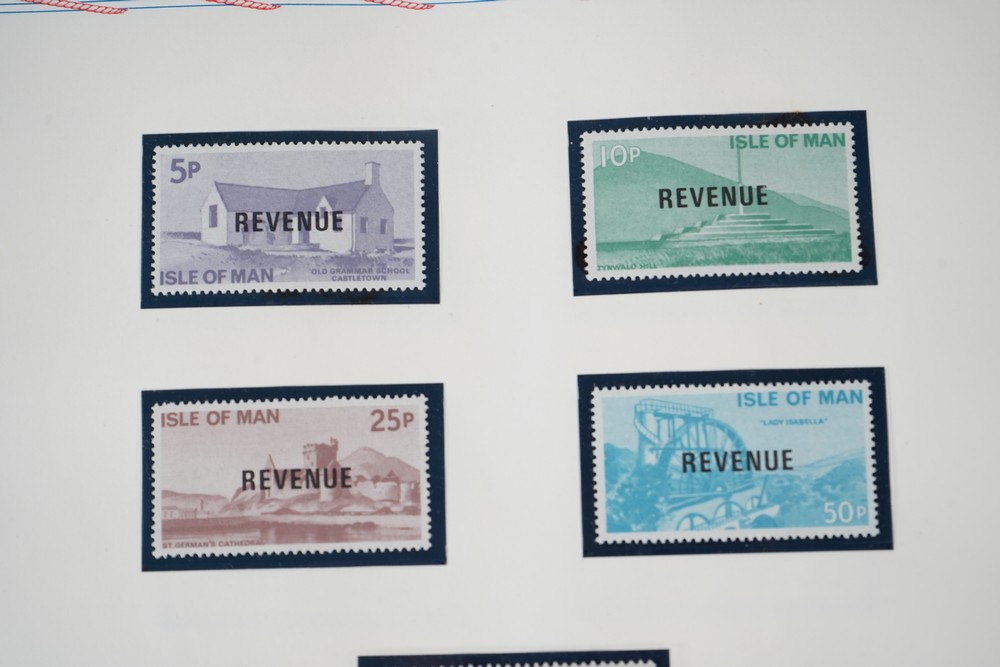 5P
REVENUE
ISLE OF MAN
OLD GRAMMAR SCHOOL
CASTLETOWN
ISLE OF MAN
10P
REVENUE
TYNWALD HILL
ISLE OF MAN
25P
REVENUE
ST GERMAN'S CATHEDRAL
ISLE OF MAN
"LADY ISABELLA"
REVENUE
50P